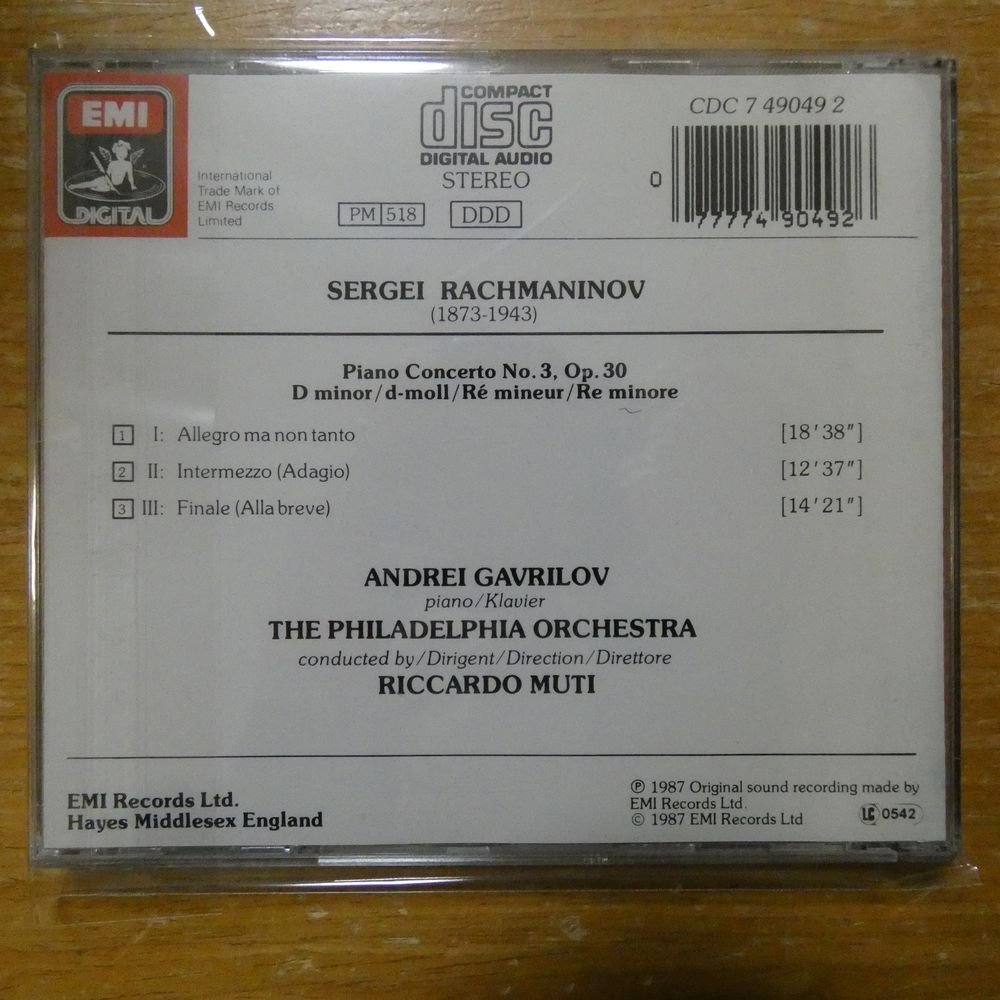 EMI
DIGITAL
International
Trade Mark of
EMI Records
Limited
COMPACT
disc
DIGITAL AUDIO
STEREO
PM 518 DDD
CDC 7 49049 2
0 77774 90492
SERGEI RACHMANINOV
(1873-1943)
Piano Concerto No. 3, Op. 30
D minor/d-moll/Ré mineur/Re minore
1 I: Allegro ma non tanto [18′38″]
2 II: Intermezzo (Adagio) [12′37″]
3 III: Finale (Alla breve) [14′21″]
ANDREI GAVRILOV
piano/Klavier
THE PHILADELPHIA ORCHESTRA
conducted by/Dirigent/Direction/Direttore
RICCARDO MUTI
EMI Records Ltd.
Hayes Middlesex England
℗ 1987 Original sound recording made by
EMI Records Ltd.
© 1987 EMI Records Ltd
LC 0542